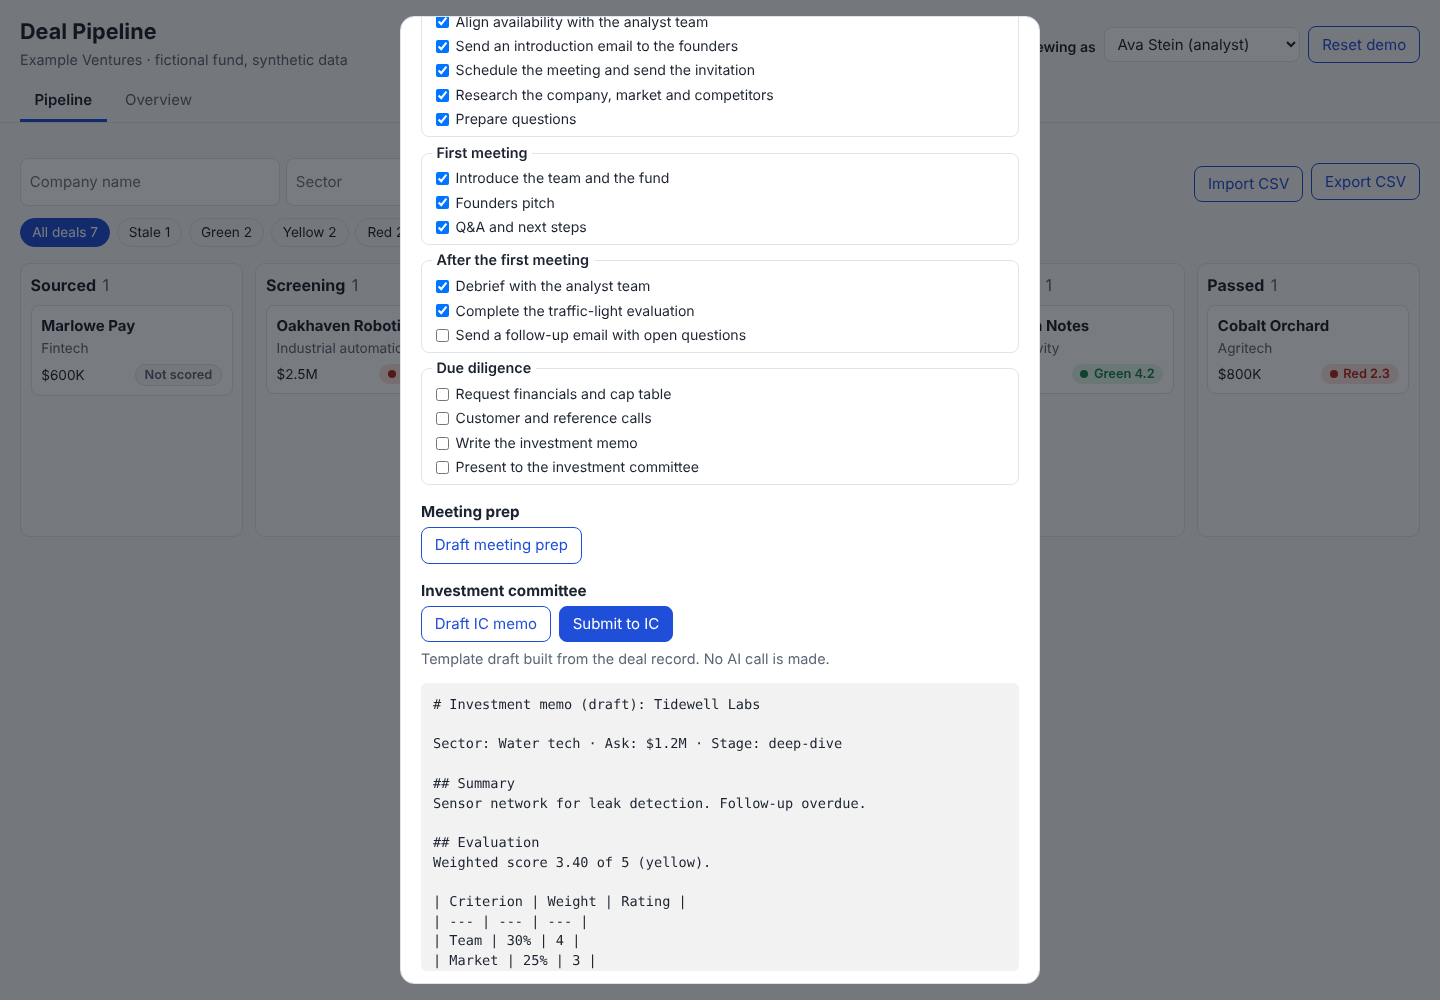 Deal Pipeline
Example Ventures · fictional fund, synthetic data
ewing as
Ava Stein (analyst)
Reset demo
Pipeline
Overview
Company name
Sector
Import CSV
Export CSV
All deals 7
Stale 1
Green 2
Yellow 2
Red 2
Sourced 1
Marlowe Pay
Fintech
$600K
Not scored
Screening 1
Oakhaven Roboti
Industrial automatic
$2.5M
1
Notes
vity
Green 4.2
Passed 1
Cobalt Orchard
Agritech
$800K
Red 2.3
Align availability with the analyst team
Send an introduction email to the founders
Schedule the meeting and send the invitation
Research the company, market and competitors
Prepare questions
First meeting
Introduce the team and the fund
Founders pitch
Q&A and next steps
After the first meeting
Debrief with the analyst team
Complete the traffic-light evaluation
Send a follow-up email with open questions
Due diligence
Request financials and cap table
Customer and reference calls
Write the investment memo
Present to the investment committee
Meeting prep
Draft meeting prep
Investment committee
Draft IC memo
Submit to IC
Template draft built from the deal record. No AI call is made.
# Investment memo (draft): Tidewell Labs
Sector: Water tech · Ask: $1.2M · Stage: deep-dive
## Summary
Sensor network for leak detection. Follow-up overdue.
## Evaluation
Weighted score 3.40 of 5 (yellow).
| Criterion | Weight | Rating |
| --- | --- | --- |
| Team | 30% | 4 |
| Market | 25% | 3 |